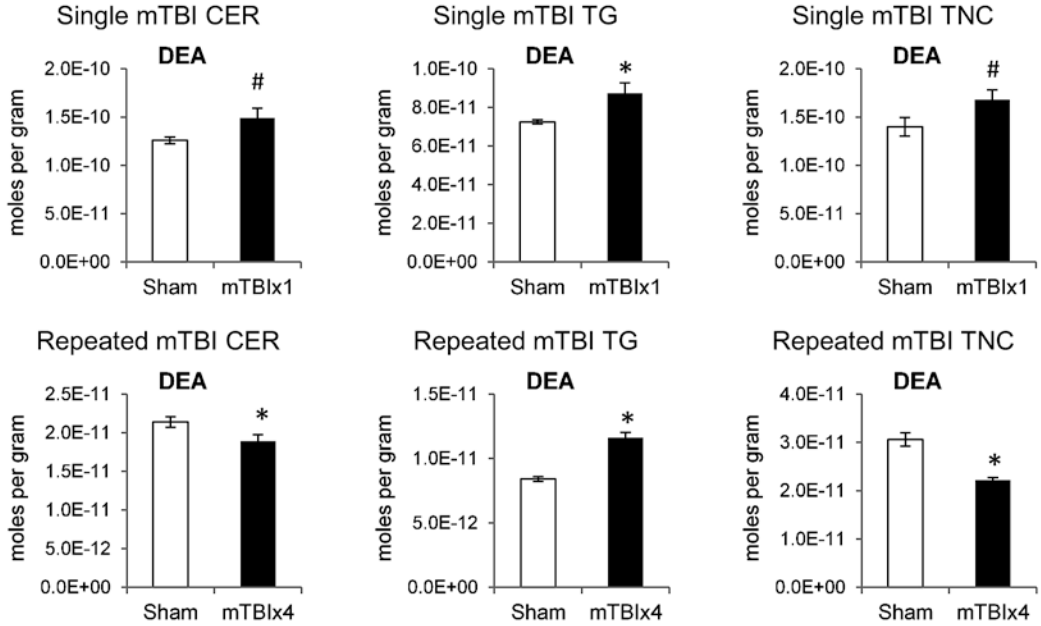 Single mTBI CER
DEA
moles per gram
2.0E-10
1.5E-10
1.0E-10
5.0E-11
0.0E+00
#
Sham mTBIx1
Single mTBI TG
DEA
moles per gram
1.0E-10
8.0E-11
6.0E-11
4.0E-11
2.0E-11
0.0E+00
*
Sham mTBIx1
Single mTBI TNC
DEA
moles per gram
2.0E-10
1.5E-10
1.0E-10
5.0E-11
0.0E+00
#
Sham mTBIx1
Repeated mTBI CER
DEA
moles per gram
2.5E-11
2.0E-11
1.5E-11
1.0E-11
5.0E-12
0.0E+00
*
Sham mTBIx4
Repeated mTBI TG
DEA
moles per gram
1.5E-11
1.0E-11
5.0E-12
0.0E+00
*
Sham mTBIx4
Repeated mTBI TNC
DEA
moles per gram
4.0E-11
3.0E-11
2.0E-11
1.0E-11
0.0E+00
*
Sham mTBIx4